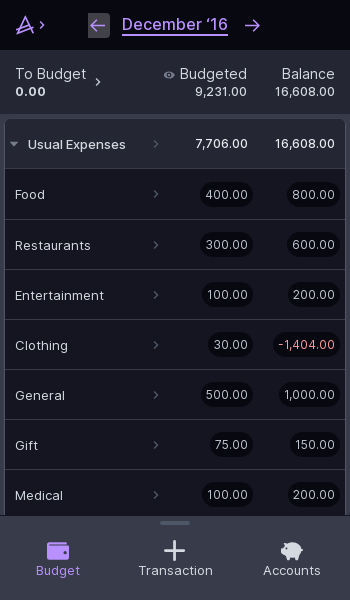 December ‘16
To Budget Budgeted Balance
0.00 9,231.00 16,608.00
Usual Expenses 7,706.00 16,608.00
Food 400.00 800.00
Restaurants 300.00 600.00
Entertainment 100.00 200.00
Clothing 30.00 -1,404.00
General 500.00 1,000.00
Gift 75.00 150.00
Medical 100.00 200.00
Budget Transaction Accounts